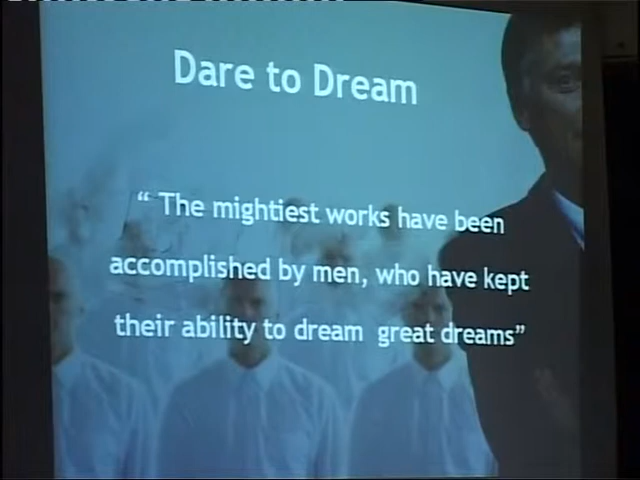 Dare to Dream
“ The mightiest works have been
accomplished by men, who have kept
their ability to dream great dreams”